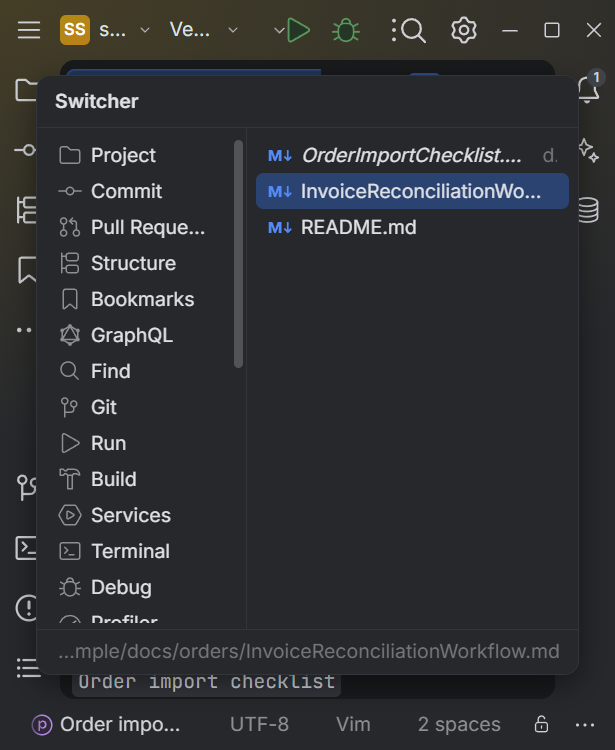 SS s... Ve...
1
Switcher
Project
Commit
Pull Reque...
Structure
Bookmarks
GraphQL
Find
Git
Run
Build
Services
Terminal
Debug
Profiler
M↓ OrderImportChecklist.... d.
M↓ InvoiceReconciliationWo...
M↓ README.md
...mple/docs/orders/InvoiceReconciliationWorkflow.md
Order import checklist
p Order impo... UTF-8 Vim 2 spaces